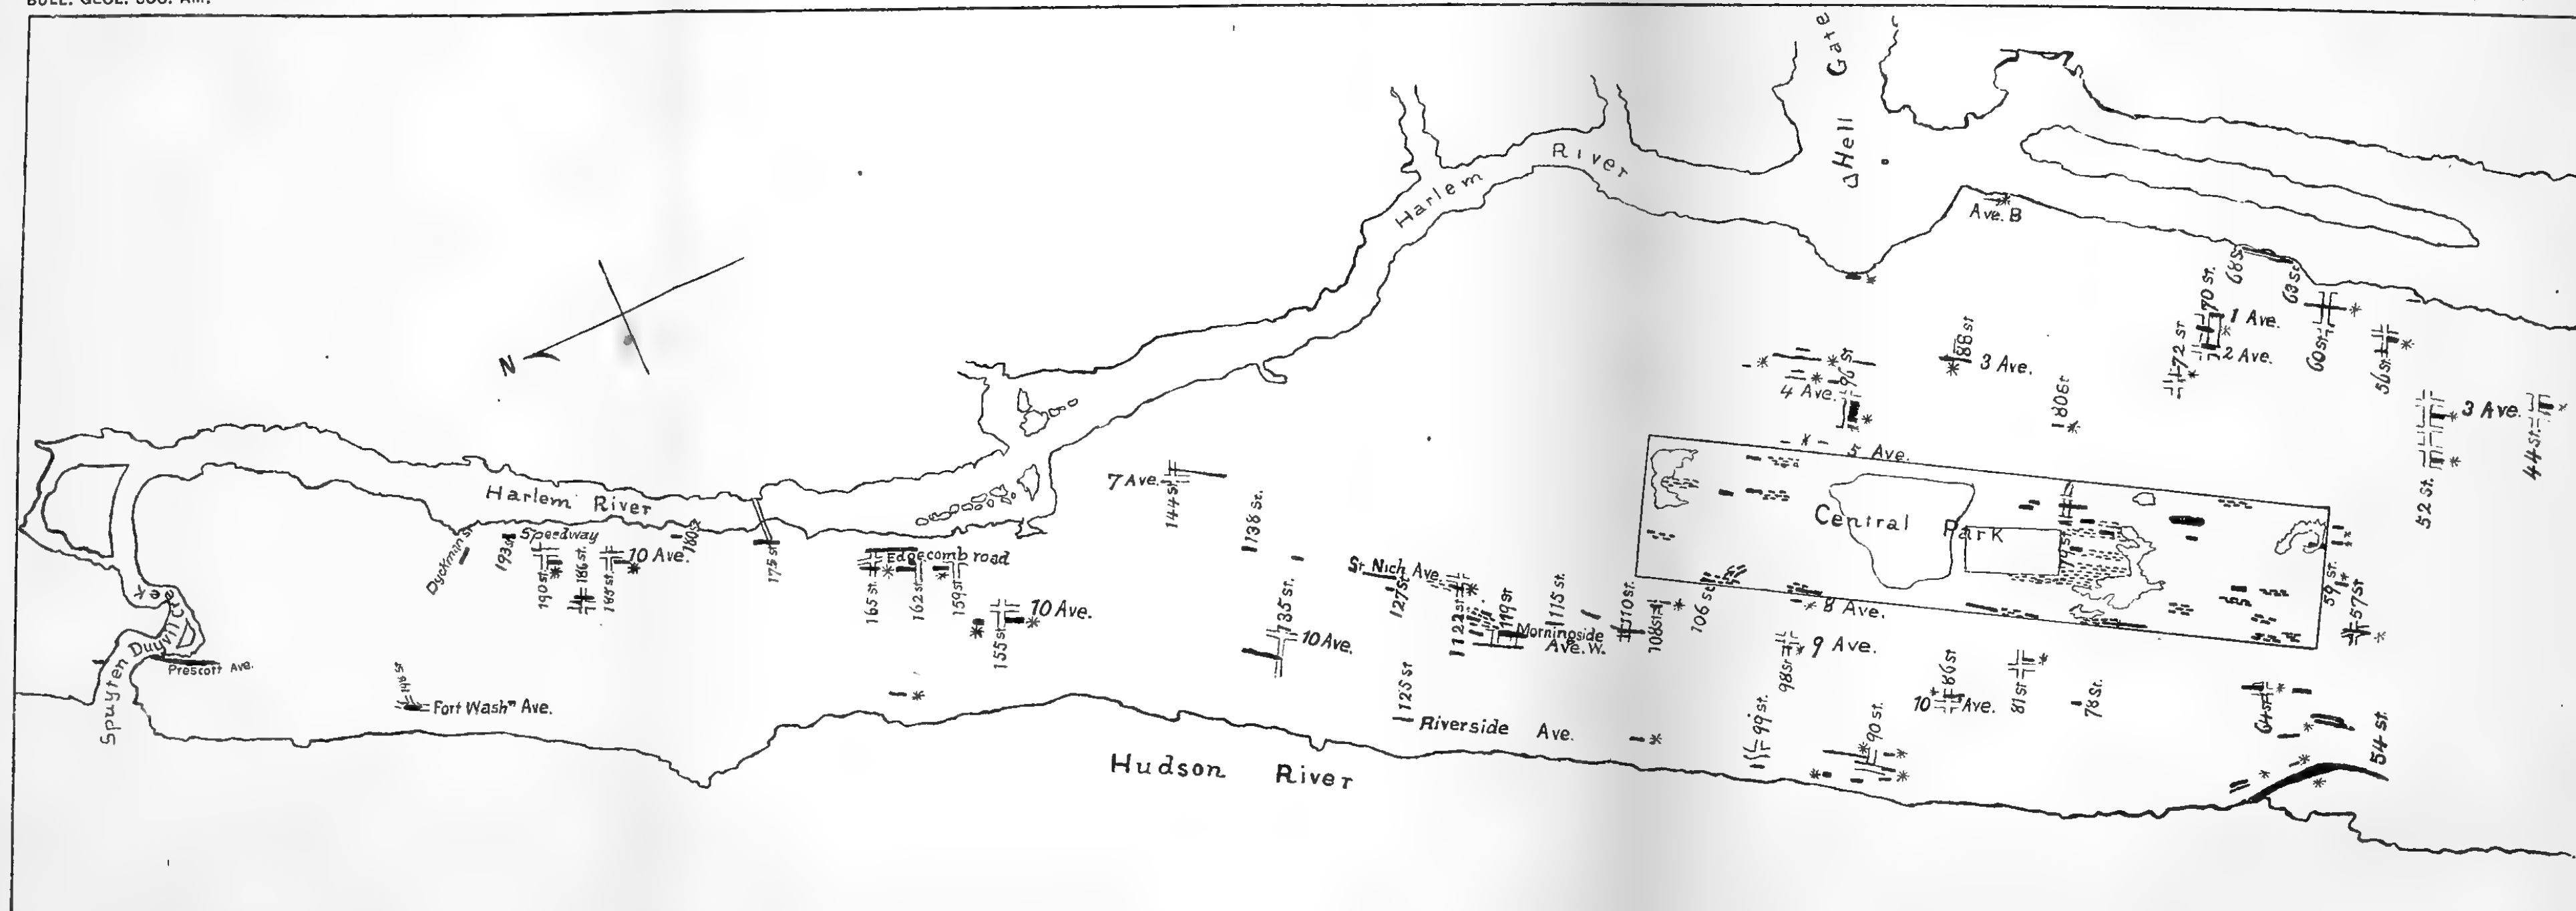 BULL. GEOL. SOC. AM.
Hell Gate
Harlem River
Ave. B
N
68 St
63 St
70 St.
1 Ave.
72 St
2 Ave.
60 St.
56 St.
88 St
3 Ave.
96 St
4 Ave.
80 St
3 Ave.
44 St.
52 St.
5 Ave.
Central Park
79 St
7 Ave.
144 St.
138 St.
Harlem River
Speedway
Dyckman St
193 St
190 St.
186 St.
185 St.
10 Ave.
180 St
175 St
Edgecomb road
165 St.
162 St
159 St
10 Ave.
155 St
135 St.
10 Ave.
St Nich Ave.
127 St
122 St
119 St
115 St
110 St.
108 St
106 St
Morningside
Ave. W.
8 Ave.
59 St.
57 St
Spuyten Duyvil Creek
Prescott Ave.
Fort Washn Ave.
125 St
Riverside Ave.
98 St
9 Ave.
99 St.
90 St.
10 Ave.
86 St
81 St
78 St.
64 St
54 St.
Hudson River